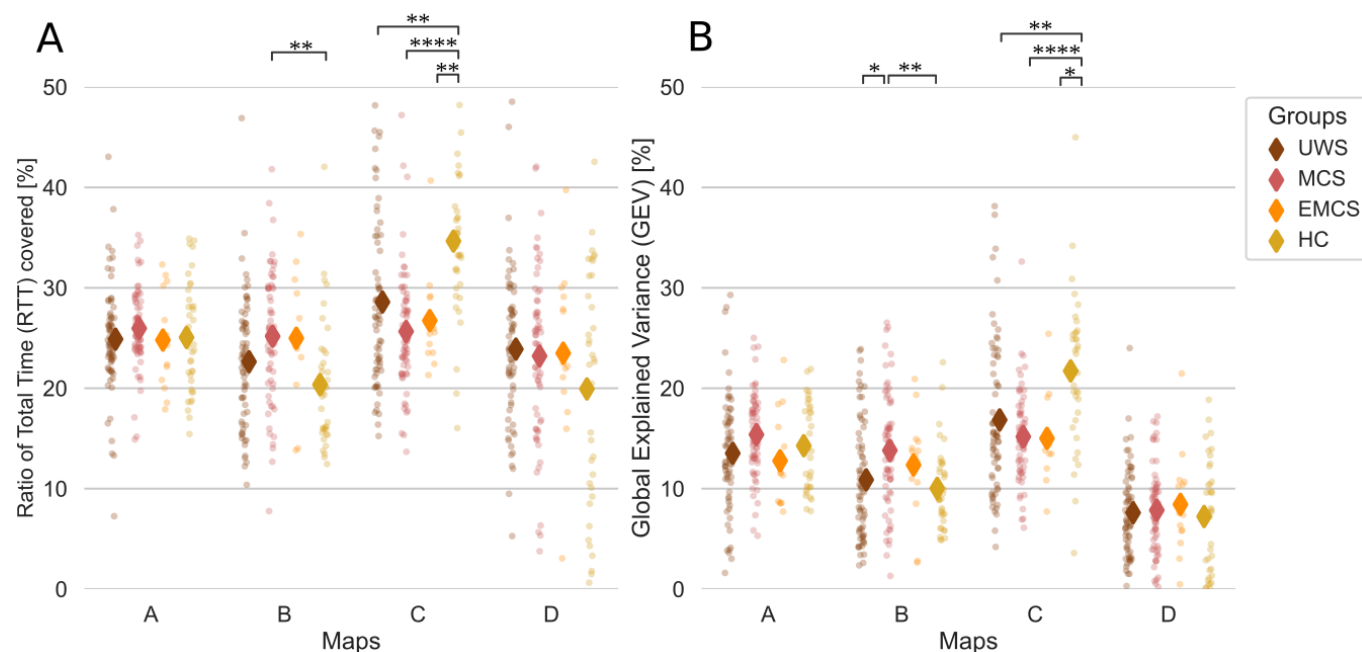 A
B
**
**
****
**
*
**
**
****
*
50
40
30
20
10
0
Ratio of Total Time (RTT) covered [%]
A
B
C
D
Maps
50
40
30
20
10
0
Global Explained Variance (GEV) [%]
A
B
C
D
Maps
Groups
UWS
MCS
EMCS
HC